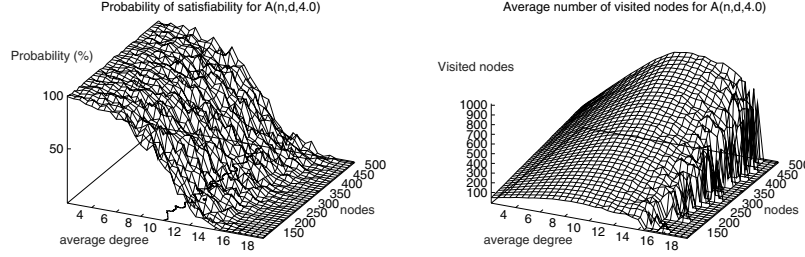 Probability of satisfiability for A(n,d,4.0)
Probability (%)
100
50
4 6 8 10 12 14 16 18
average degree
150 200 250 300 350 400 450 500
nodes
Average number of visited nodes for A(n,d,4.0)
Visited nodes
1000
900
800
700
600
500
400
300
200
100
4 6 8 10 12 14 16 18
average degree
150 200 250 300 350 400 450 500
nodes